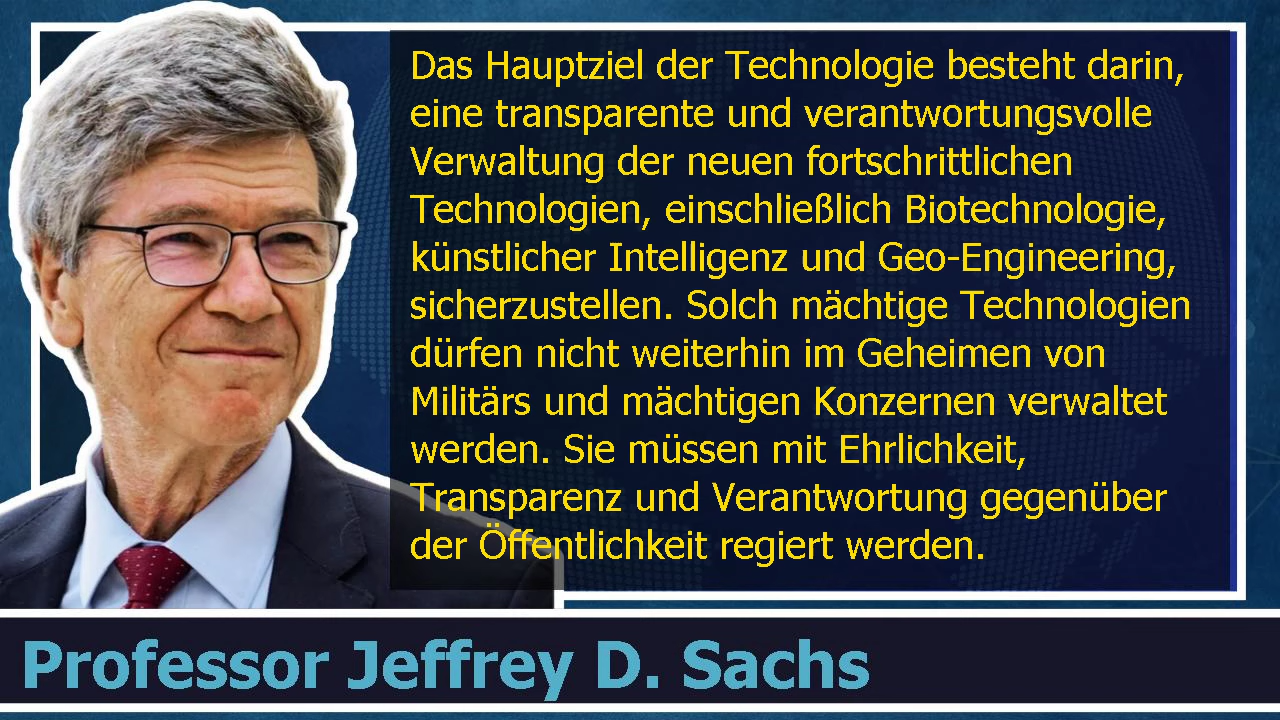 Das Hauptziel der Technologie besteht darin,
eine transparente und verantwortungsvolle
Verwaltung der neuen fortschrittlichen
Technologien, einschließlich Biotechnologie,
künstlicher Intelligenz und Geo-Engineering,
sicherzustellen. Solch mächtige Technologien
dürfen nicht weiterhin im Geheimen von
Militärs und mächtigen Konzernen verwaltet
werden. Sie müssen mit Ehrlichkeit,
Transparenz und Verantwortung gegenüber
der Öffentlichkeit regiert werden.
Professor Jeffrey D. Sachs